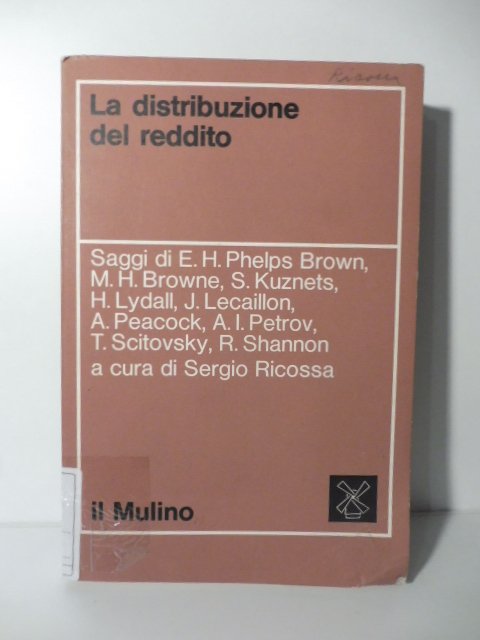 Ricossa
La distribuzione
del reddito
Saggi di E. H. Phelps Brown,
M. H. Browne, S. Kuznets,
H. Lydall, J. Lecaillon,
A. Peacock, A. I. Petrov,
T. Scitovsky, R. Shannon
a cura di Sergio Ricossa
il Mulino